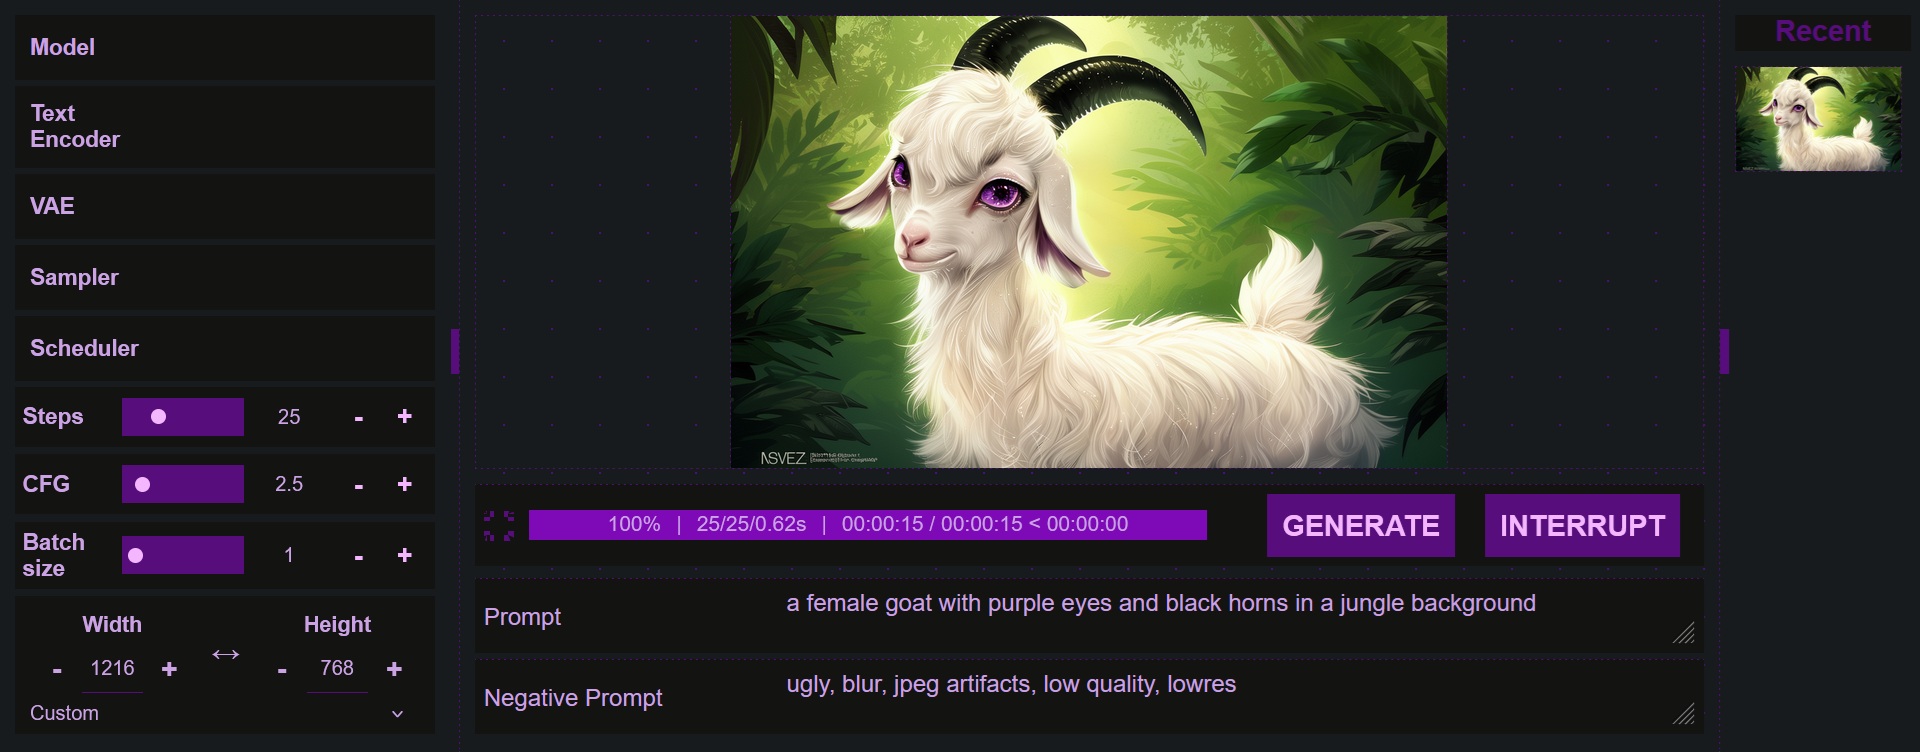 Model
Text
Encoder
VAE
Sampler
Scheduler
Steps 25 - +
CFG 2.5 - +
Batch
size 1 - +
Width Height
- 1216 + ↔ - 768 +
Custom
NSVEZ
100% | 25/25/0.62s | 00:00:15 / 00:00:15 < 00:00:00
GENERATE INTERRUPT
Prompt a female goat with purple eyes and black horns in a jungle background
Negative Prompt ugly, blur, jpeg artifacts, low quality, lowres
Recent